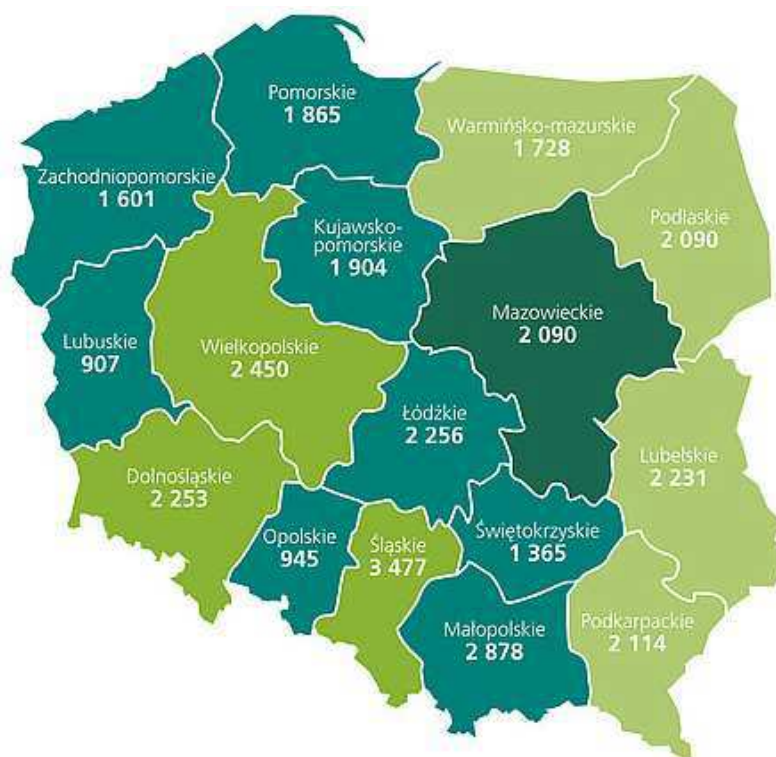 Pomorskie
1 865
Warmińsko-mazurskie
1 728
Zachodniopomorskie
1 601
Kujawsko-
pomorskie
1 904
Podlaskie
2 090
Mazowieckie
2 090
Lubuskie
907
Wielkopolskie
2 450
Łódźkie
2 256
Lubelskie
2 231
Dolnośląskie
2 253
Opolskie
945
Śląskie
3 477
Świętokrzyskie
1 365
Małopolskie
2 878
Podkarpackie
2 114